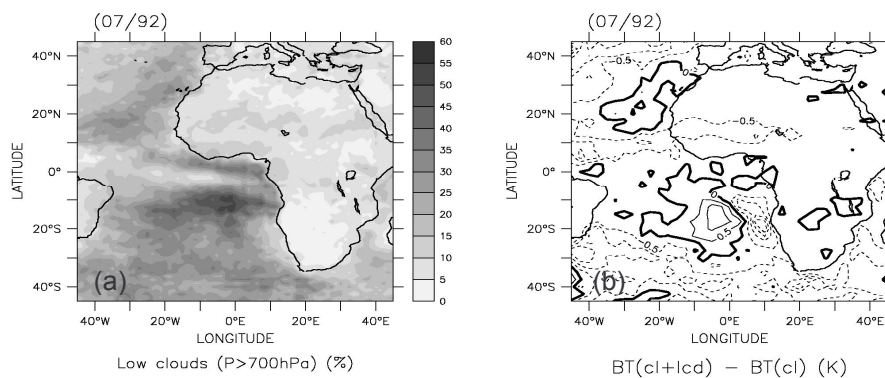 (07/92)
40°N
20°N
0°
20°S
40°S
LATITUDE
(a)
40°W 20°W 0°E 20°E 40°E
LONGITUDE
Low clouds (P>700hPa) (%)
60
55
50
45
40
35
30
25
20
15
10
5
0
(07/92)
40°N
20°N
0°
20°S
40°S
LATITUDE
-0.5
0
-0.5
0
0.5
-0.5
(b)
40°W 20°W 0°E 20°E 40°E
LONGITUDE
BT(cl+lcd) – BT(cl) (K)